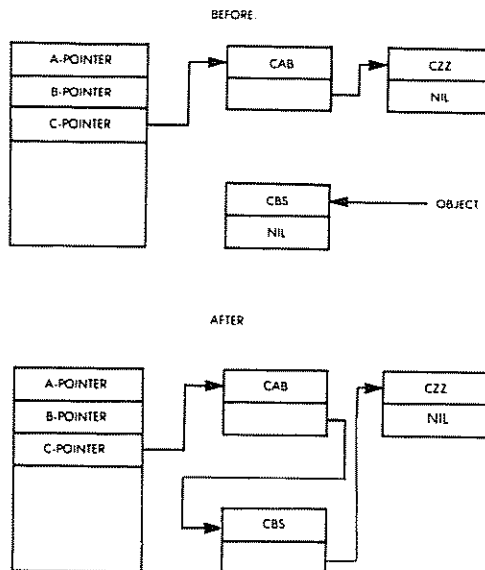 BEFORE.
A-POINTER
B-POINTER
C-POINTER
CAB
CZZ
NIL
CBS
NIL
OBJECT
AFTER
A-POINTER
B-POINTER
C-POINTER
CAB
CZZ
NIL
CBS